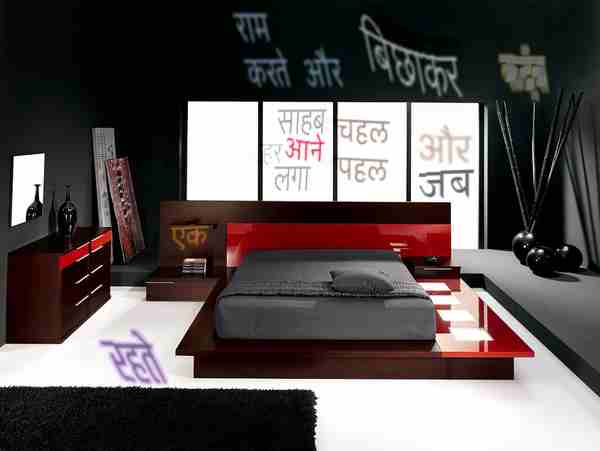 राम
करते और
बिछाकर
साहब
हर आने
लगा
चहल
पहल
और
जब
एक
रहते